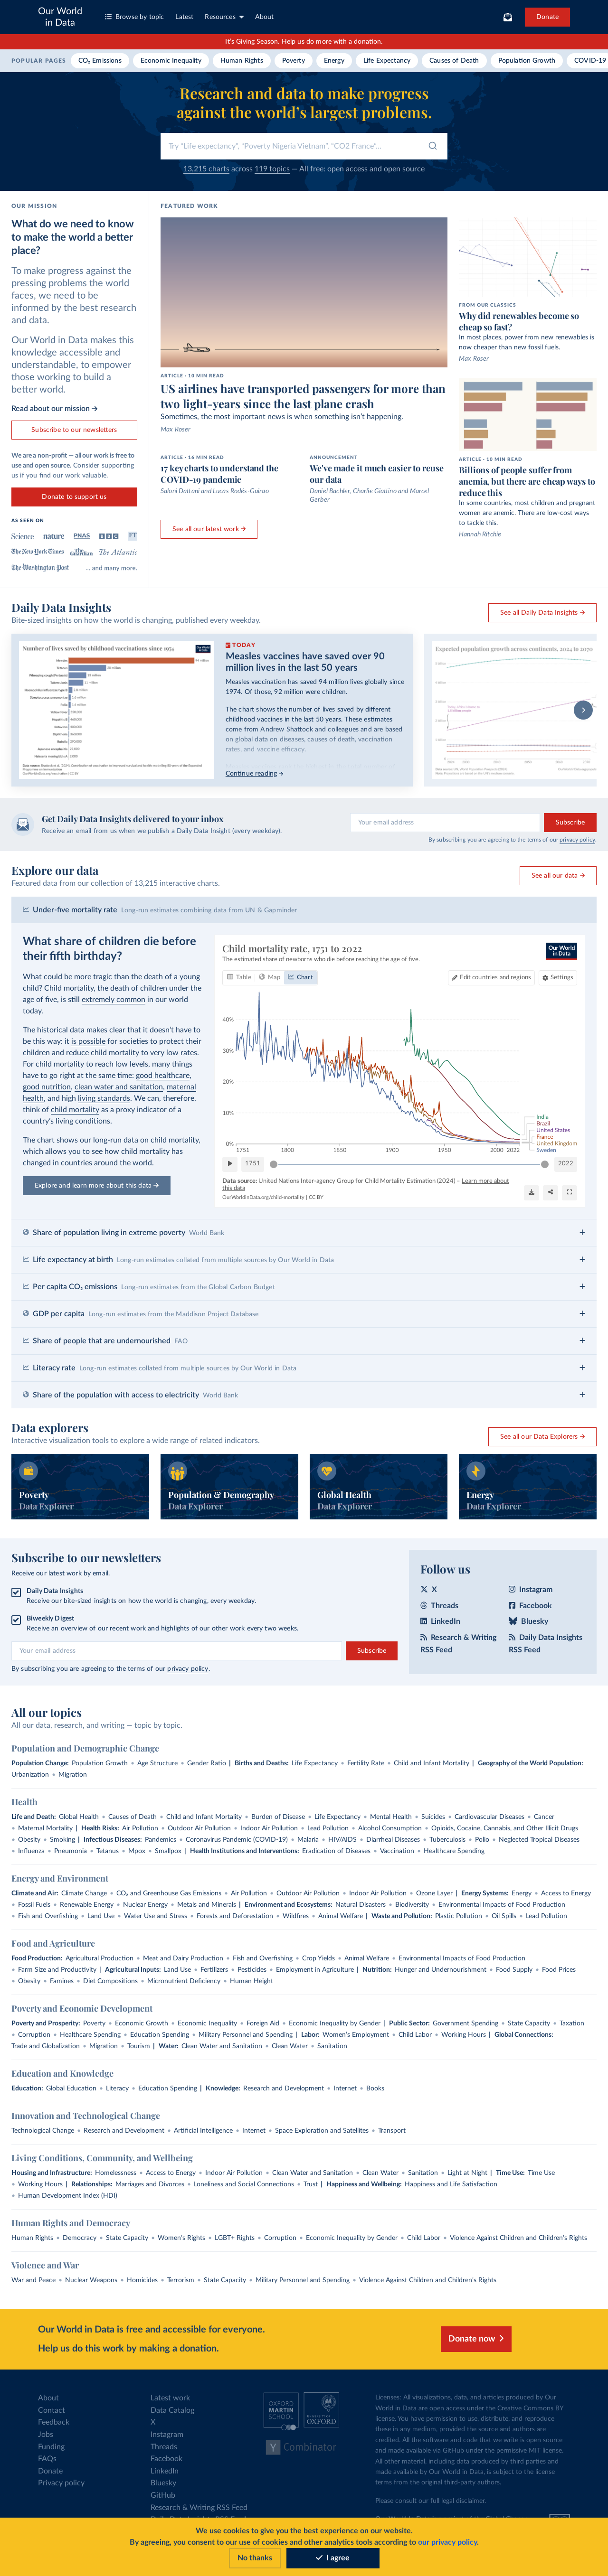 Our World
in Data
Browse by topic
Latest
Resources
About
Donate
It's Giving Season. Help us do more with a donation.
POPULAR PAGES
CO₂ Emissions
Economic Inequality
Human Rights
Poverty
Energy
Life Expectancy
Causes of Death
Population Growth
COVID-19
Research and data to make progress
against the world's largest problems.
Try "Life expectancy", "Poverty Nigeria Vietnam", "CO2 France"...
13,215 charts across 119 topics — All free: open access and open source
OUR MISSION
What do we need to know
to make the world a better
place?
To make progress against the
pressing problems the world
faces, we need to be
informed by the best research
and data.
Our World in Data makes this
knowledge accessible and
understandable, to empower
those working to build a
better world.
Read about our mission →
Subscribe to our newsletters
We are a non-profit — all our work is free to
use and open source. Consider supporting
us if you find our work valuable.
Donate to support us
AS SEEN ON
Science
nature
PNAS
BBC
FT
The New York Times
The Guardian
The Atlantic
The Washington Post
... and many more.
FEATURED WORK
ARTICLE · 10 MIN READ
US airlines have transported passengers for more than
two light-years since the last plane crash
Sometimes, the most important news is when something isn't happening.
Max Roser
ARTICLE · 16 MIN READ
17 key charts to understand the
COVID-19 pandemic
Saloni Dattani and Lucas Rodés-Guirao
ANNOUNCEMENT
We've made it much easier to reuse
our data
Daniel Bachler, Charlie Giattino and Marcel
Gerber
See all our latest work →
FROM OUR CLASSICS
Why did renewables become so
cheap so fast?
In most places, power from new renewables is
now cheaper than new fossil fuels.
Max Roser
ARTICLE · 10 MIN READ
Billions of people suffer from
anemia, but there are cheap ways to
reduce this
In some countries, most children and pregnant
women are anemic. There are low-cost ways
to tackle this.
Hannah Ritchie
Daily Data Insights
Bite-sized insights on how the world is changing, published every weekday.
See all Daily Data Insights →
Number of lives saved by childhood vaccinations since 1974
TODAY
Measles vaccines have saved over 90
million lives in the last 50 years
Measles vaccination has saved 94 million lives globally since
1974. Of those, 92 million were children.
The chart shows the number of lives saved by different
childhood vaccines in the last 50 years. These estimates
come from Andrew Shattock and colleagues and are based
on global data on diseases, causes of death, vaccination
rates, and vaccine efficacy.
Continue reading →
Expected population growth across continents, 2024 to 2070
Get Daily Data Insights delivered to your inbox
Receive an email from us when we publish a Daily Data Insight (every weekday).
Your email address
Subscribe
By subscribing you are agreeing to the terms of our privacy policy.
Explore our data
Featured data from our collection of 13,215 interactive charts.
See all our data →
Under-five mortality rate Long-run estimates combining data from UN & Gapminder
What share of children die before
their fifth birthday?
What could be more tragic than the death of a young
child? Child mortality, the death of children under the
age of five, is still extremely common in our world
today.
The historical data makes clear that it doesn't have to
be this way: it is possible for societies to protect their
children and reduce child mortality to very low rates.
For child mortality to reach low levels, many things
have to go right at the same time: good healthcare,
good nutrition, clean water and sanitation, maternal
health, and high living standards. We can, therefore,
think of child mortality as a proxy indicator of a
country's living conditions.
The chart shows our long-run data on child mortality,
which allows you to see how child mortality has
changed in countries around the world.
Explore and learn more about this data →
Child mortality rate, 1751 to 2022
The estimated share of newborns who die before reaching the age of five.
Our World
in Data
Table
Map
Chart
Edit countries and regions
Settings
40%
30%
20%
10%
0%
1751
1800
1850
1900
1950
2000
2022
India
Brazil
United States
France
United Kingdom
Sweden
1751
2022
Data source: United Nations Inter-agency Group for Child Mortality Estimation (2024) – Learn more about
this data
OurWorldinData.org/child-mortality | CC BY
Share of population living in extreme poverty World Bank
Life expectancy at birth Long-run estimates collated from multiple sources by Our World in Data
Per capita CO₂ emissions Long-run estimates from the Global Carbon Budget
GDP per capita Long-run estimates from the Maddison Project Database
Share of people that are undernourished FAO
Literacy rate Long-run estimates collated from multiple sources by Our World in Data
Share of the population with access to electricity World Bank
Data explorers
Interactive visualization tools to explore a wide range of related indicators.
See all our Data Explorers →
Poverty
Data Explorer
Population & Demography
Data Explorer
Global Health
Data Explorer
Energy
Data Explorer
Subscribe to our newsletters
Receive our latest work by email.
Daily Data Insights
Receive our bite-sized insights on how the world is changing, every weekday.
Biweekly Digest
Receive an overview of our recent work and highlights of our other work every two weeks.
Your email address
Subscribe
By subscribing you are agreeing to the terms of our privacy policy.
Follow us
X
Instagram
Threads
Facebook
LinkedIn
Bluesky
Research & Writing
RSS Feed
Daily Data Insights
RSS Feed
All our topics
All our data, research, and writing — topic by topic.
Population and Demographic Change
Population Change: Population Growth • Age Structure • Gender Ratio | Births and Deaths: Life Expectancy • Fertility Rate • Child and Infant Mortality | Geography of the World Population:
Urbanization • Migration
Health
Life and Death: Global Health • Causes of Death • Child and Infant Mortality • Burden of Disease • Life Expectancy • Mental Health • Suicides • Cardiovascular Diseases • Cancer
• Maternal Mortality | Health Risks: Air Pollution • Outdoor Air Pollution • Indoor Air Pollution • Lead Pollution • Alcohol Consumption • Opioids, Cocaine, Cannabis, and Other Illicit Drugs
• Obesity • Smoking | Infectious Diseases: Pandemics • Coronavirus Pandemic (COVID-19) • Malaria • HIV/AIDS • Diarrheal Diseases • Tuberculosis • Polio • Neglected Tropical Diseases
• Influenza • Pneumonia • Tetanus • Mpox • Smallpox | Health Institutions and Interventions: Eradication of Diseases • Vaccination • Healthcare Spending
Energy and Environment
Climate and Air: Climate Change • CO₂ and Greenhouse Gas Emissions • Air Pollution • Outdoor Air Pollution • Indoor Air Pollution • Ozone Layer | Energy Systems: Energy • Access to Energy
• Fossil Fuels • Renewable Energy • Nuclear Energy • Metals and Minerals | Environment and Ecosystems: Natural Disasters • Biodiversity • Environmental Impacts of Food Production
• Fish and Overfishing • Land Use • Water Use and Stress • Forests and Deforestation • Wildfires • Animal Welfare | Waste and Pollution: Plastic Pollution • Oil Spills • Lead Pollution
Food and Agriculture
Food Production: Agricultural Production • Meat and Dairy Production • Fish and Overfishing • Crop Yields • Animal Welfare • Environmental Impacts of Food Production
• Farm Size and Productivity | Agricultural Inputs: Land Use • Fertilizers • Pesticides • Employment in Agriculture | Nutrition: Hunger and Undernourishment • Food Supply • Food Prices
• Obesity • Famines • Diet Compositions • Micronutrient Deficiency • Human Height
Poverty and Economic Development
Poverty and Prosperity: Poverty • Economic Growth • Economic Inequality • Foreign Aid • Economic Inequality by Gender | Public Sector: Government Spending • State Capacity • Taxation
• Corruption • Healthcare Spending • Education Spending • Military Personnel and Spending | Labor: Women's Employment • Child Labor • Working Hours | Global Connections:
Trade and Globalization • Migration • Tourism | Water: Clean Water and Sanitation • Clean Water • Sanitation
Education and Knowledge
Education: Global Education • Literacy • Education Spending | Knowledge: Research and Development • Internet • Books
Innovation and Technological Change
Technological Change • Research and Development • Artificial Intelligence • Internet • Space Exploration and Satellites • Transport
Living Conditions, Community, and Wellbeing
Housing and Infrastructure: Homelessness • Access to Energy • Indoor Air Pollution • Clean Water and Sanitation • Clean Water • Sanitation • Light at Night | Time Use: Time Use
• Working Hours | Relationships: Marriages and Divorces • Loneliness and Social Connections • Trust | Happiness and Wellbeing: Happiness and Life Satisfaction
• Human Development Index (HDI)
Human Rights and Democracy
Human Rights • Democracy • State Capacity • Women's Rights • LGBT+ Rights • Corruption • Economic Inequality by Gender • Child Labor • Violence Against Children and Children's Rights
Violence and War
War and Peace • Nuclear Weapons • Homicides • Terrorism • State Capacity • Military Personnel and Spending • Violence Against Children and Children's Rights
Our World in Data is free and accessible for everyone.
Help us do this work by making a donation.
Donate now
About
Contact
Feedback
Jobs
Funding
FAQs
Donate
Privacy policy
Latest work
Data Catalog
X
Instagram
Threads
Facebook
LinkedIn
Bluesky
GitHub
Research & Writing RSS Feed
OXFORD
MARTIN
SCHOOL
UNIVERSITY OF
OXFORD
Y Combinator
Licenses: All visualizations, data, and articles produced by Our
World in Data are open access under the Creative Commons BY
license. You have permission to use, distribute, and reproduce
these in any medium, provided the source and authors are
credited. All the software and code that we write is open source
and made available via GitHub under the permissive MIT license.
All other material, including data produced by third parties and
made available by Our World in Data, is subject to the license
terms from the original third-party authors.
Please consult our full legal disclaimer.
We use cookies to give you the best experience on our website.
By agreeing, you consent to our use of cookies and other analytics tools according to our privacy policy.
No thanks
I agree